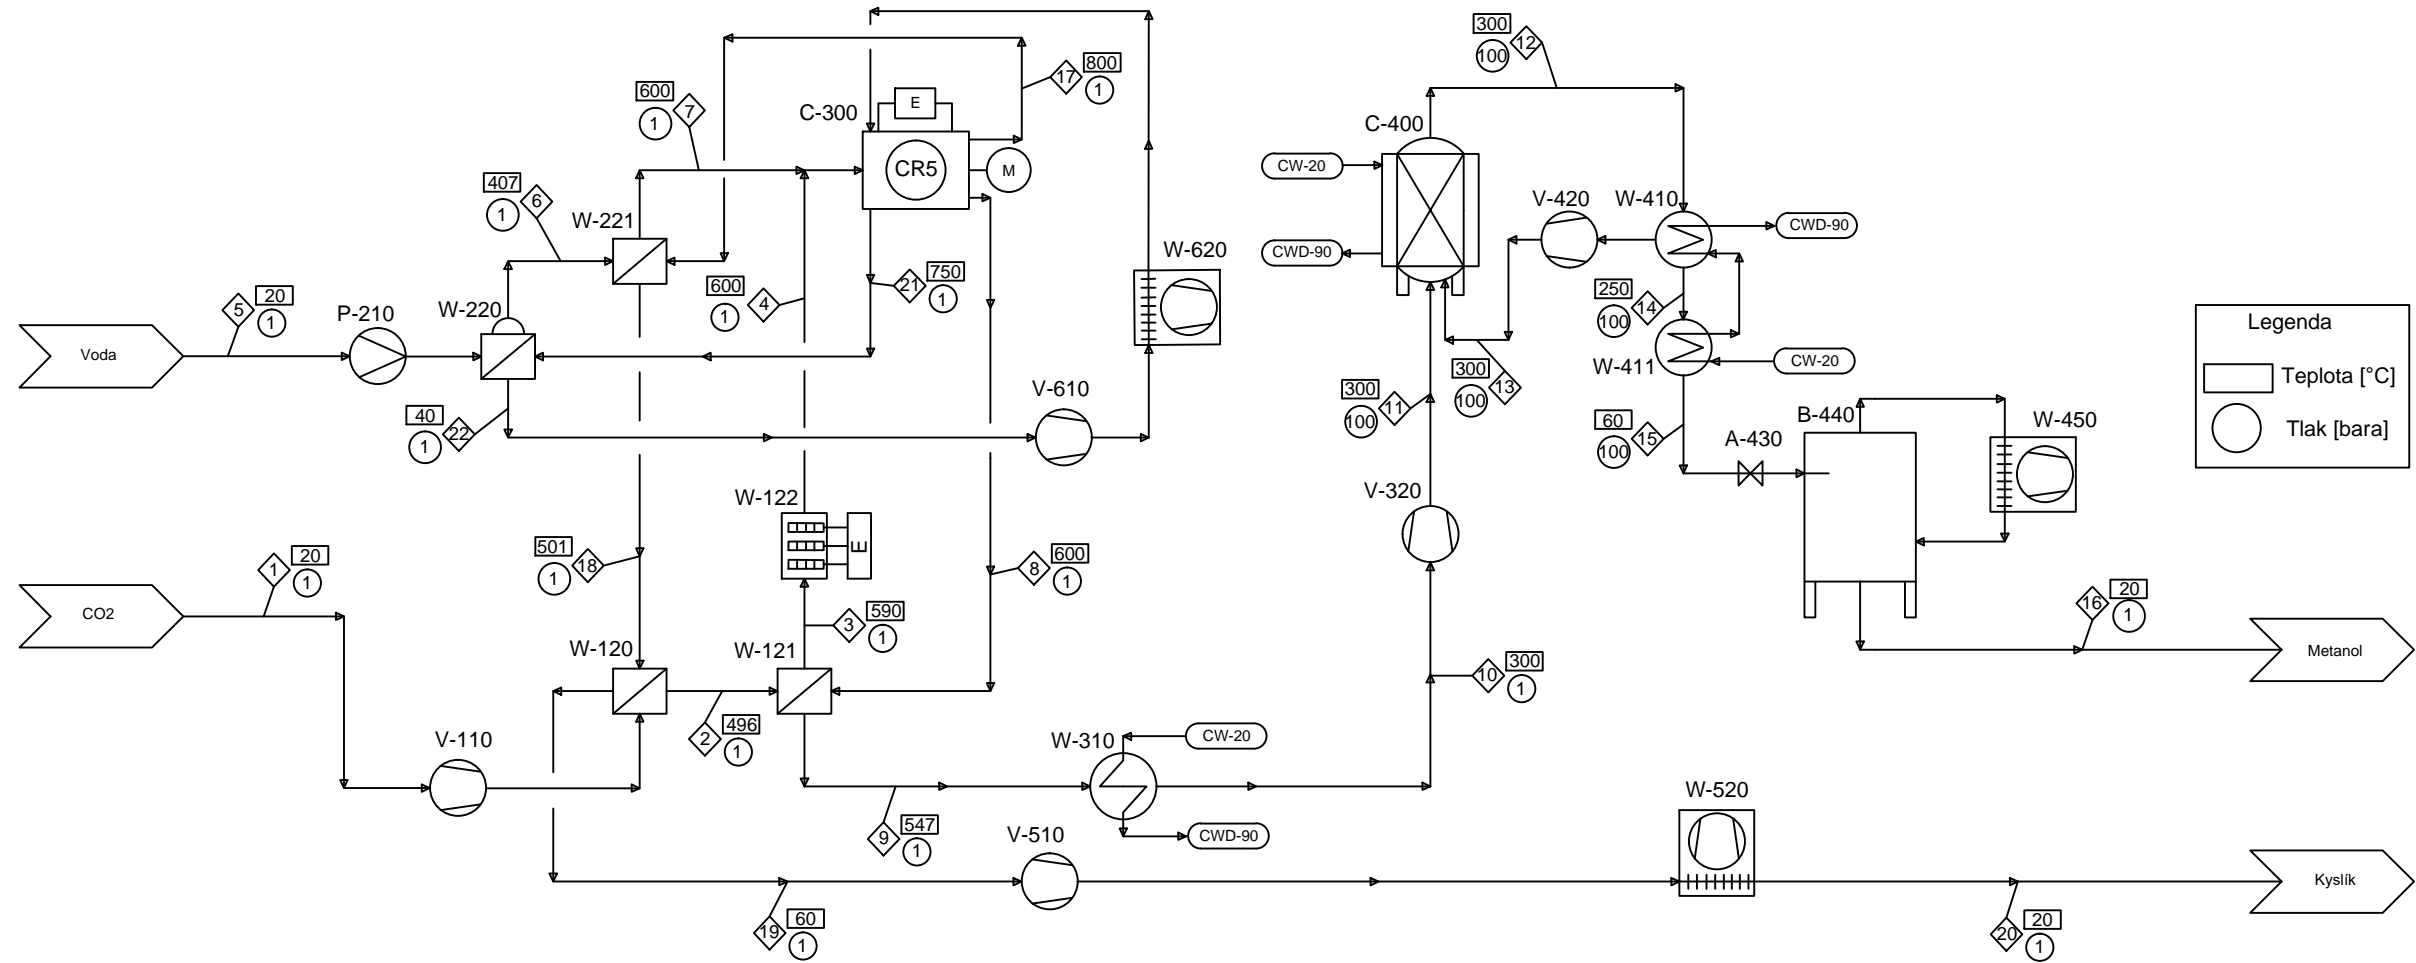 300
12
100
17
800
1
600
7
1
C-300
E
CR5
M
C-400
CW-20
CWD-90
407
6
1
W-221
V-420
W-410
CWD-90
W-620
600
4
1
21
750
1
250
14
100
5
20
1
P-210
W-220
Voda
W-411
CW-20
Legenda
Teplota [°C]
Tlak [bara]
40
22
1
V-610
300
11
100
300
13
100
60
15
100
A-430
B-440
W-450
W-122
E
V-320
501
18
1
1
20
1
CO2
8
600
1
3
590
1
W-120
W-121
16
20
1
Metanol
10
300
1
2
496
1
V-110
W-310
CW-20
CWD-90
9
547
1
V-510
W-520
Kyslík
19
60
1
20
20
1